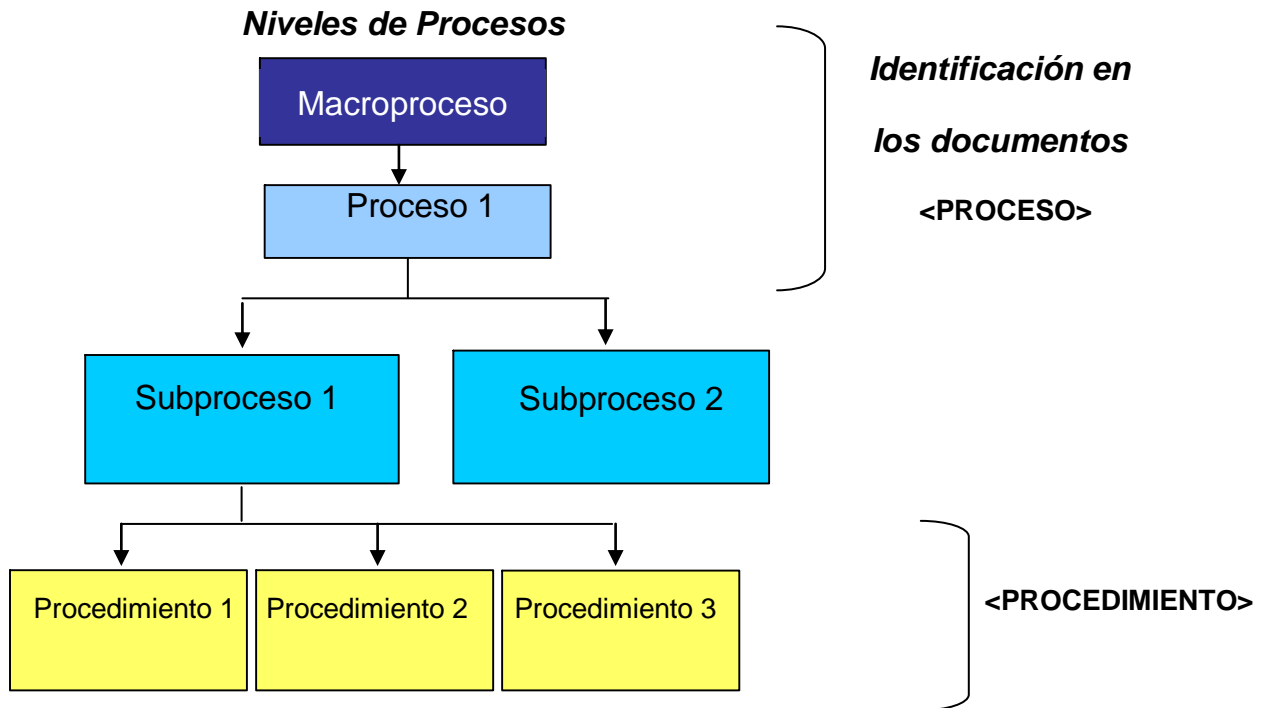 Niveles de Procesos
Identificación en
los documentos
<PROCESO>
Macroproceso
Proceso 1
Subproceso 1
Subproceso 2
Procedimiento 1
Procedimiento 2
Procedimiento 3
<PROCEDIMIENTO>